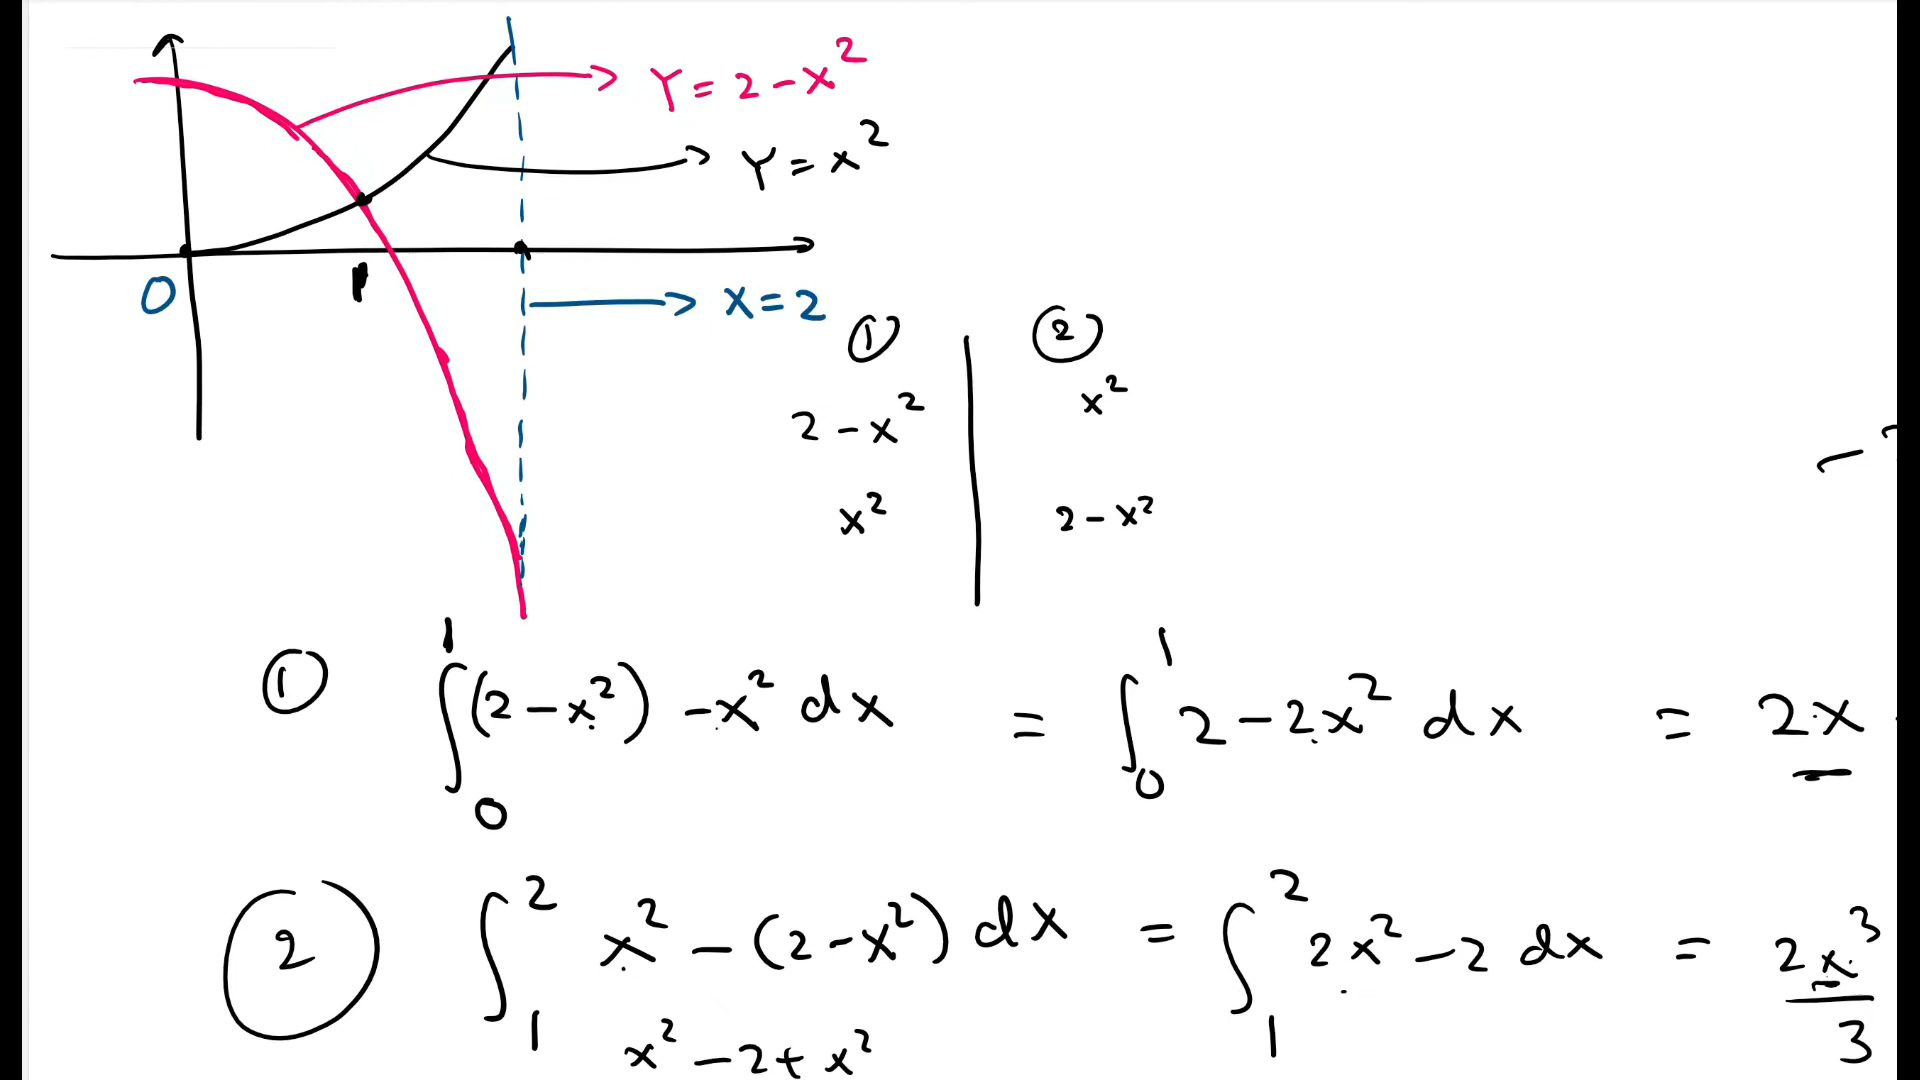 Y = 2 - x²
Y = x²
0 1
X = 2
① ②
2 - x² x²
x² 2 - x²
① ∫₀¹ (2 - x²) - x² dx = ∫₀¹ 2 - 2x² dx = 2x
② ∫₁² x² - (2 - x²) dx = ∫₁² 2x² - 2 dx = 2x³/3
x² - 2 + x²